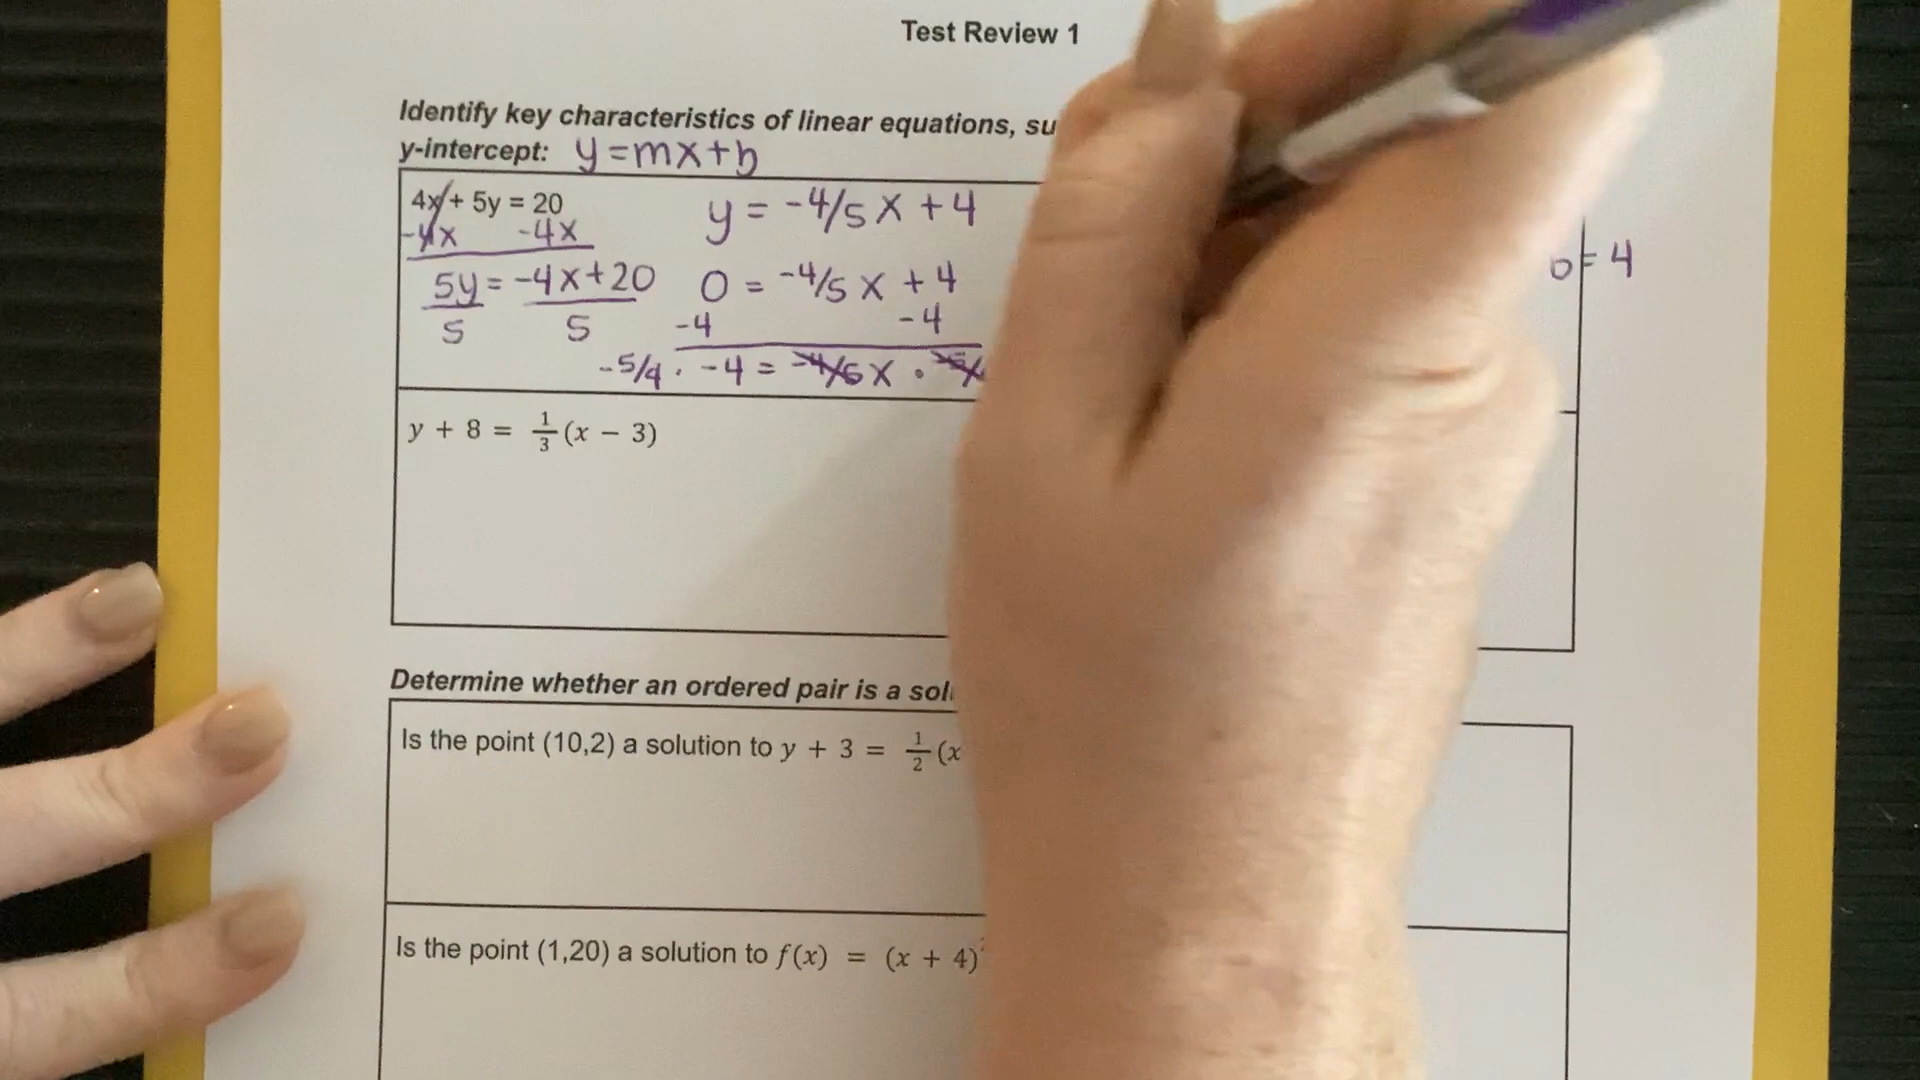 Test Review 1
Identify key characteristics of linear equations, su
y-intercept: y=mx+b
4x + 5y = 20
-4x -4x
5y = -4x+20
5 5
y = -4/5 x + 4
0 = -4/5 x + 4
-4 -4
-5/4 · -4 = -4/5 x ·
= 4
y + 8 = 1/3 (x − 3)
Determine whether an ordered pair is a sol
Is the point (10,2) a solution to y + 3 = 1/2 (x
Is the point (1,20) a solution to f(x) = (x + 4)